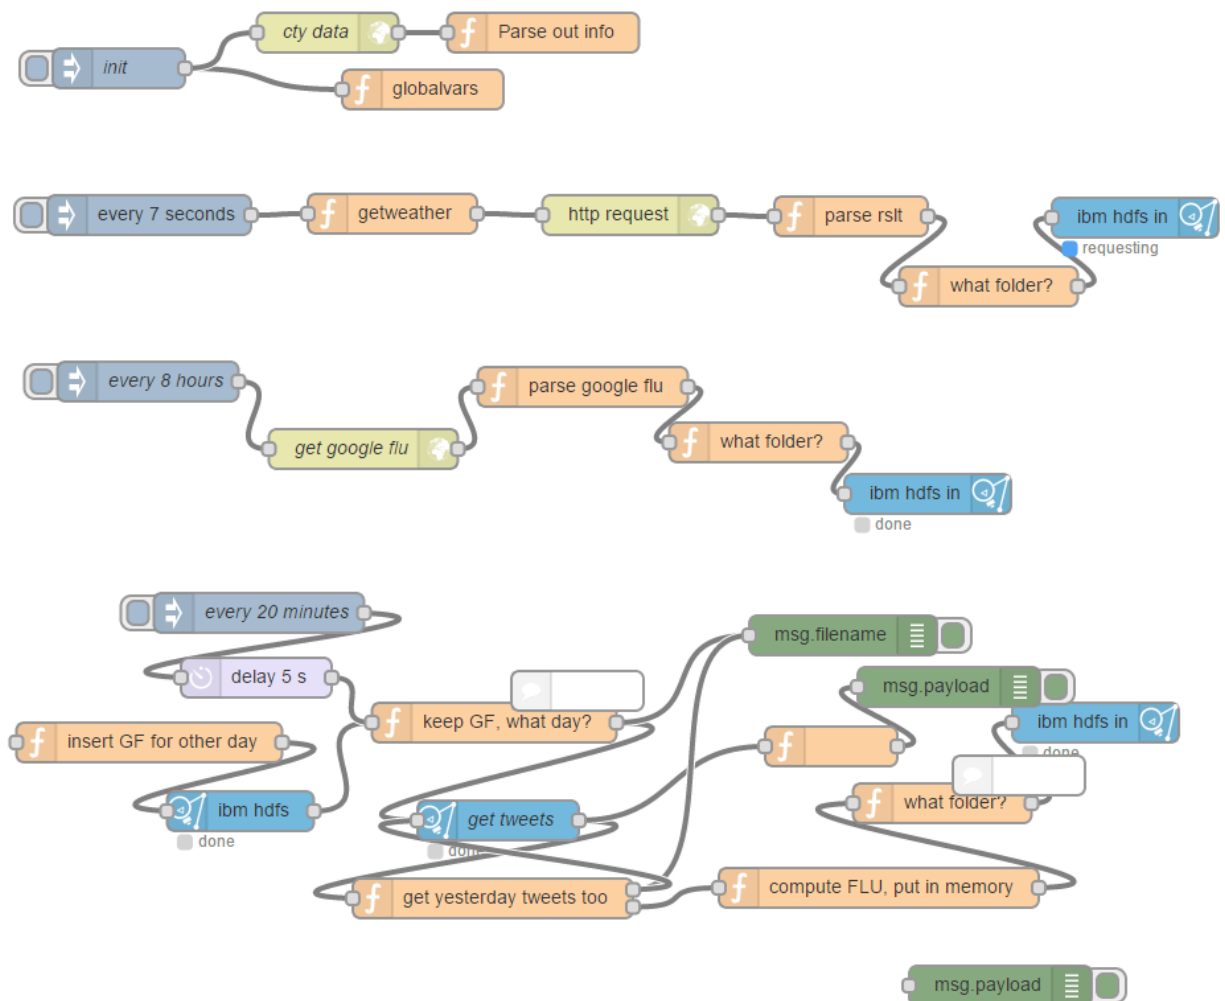 cty data
Parse out info
init
globalvars
every 7 seconds
getweather
http request
parse rslt
ibm hdfs in
requesting
what folder?
every 8 hours
parse google flu
get google flu
what folder?
ibm hdfs in
done
every 20 minutes
msg.filename
delay 5 s
msg.payload
keep GF, what day?
ibm hdfs in
insert GF for other day
done
ibm hdfs
what folder?
get tweets
done
done
compute FLU, put in memory
get yesterday tweets too
msg.payload